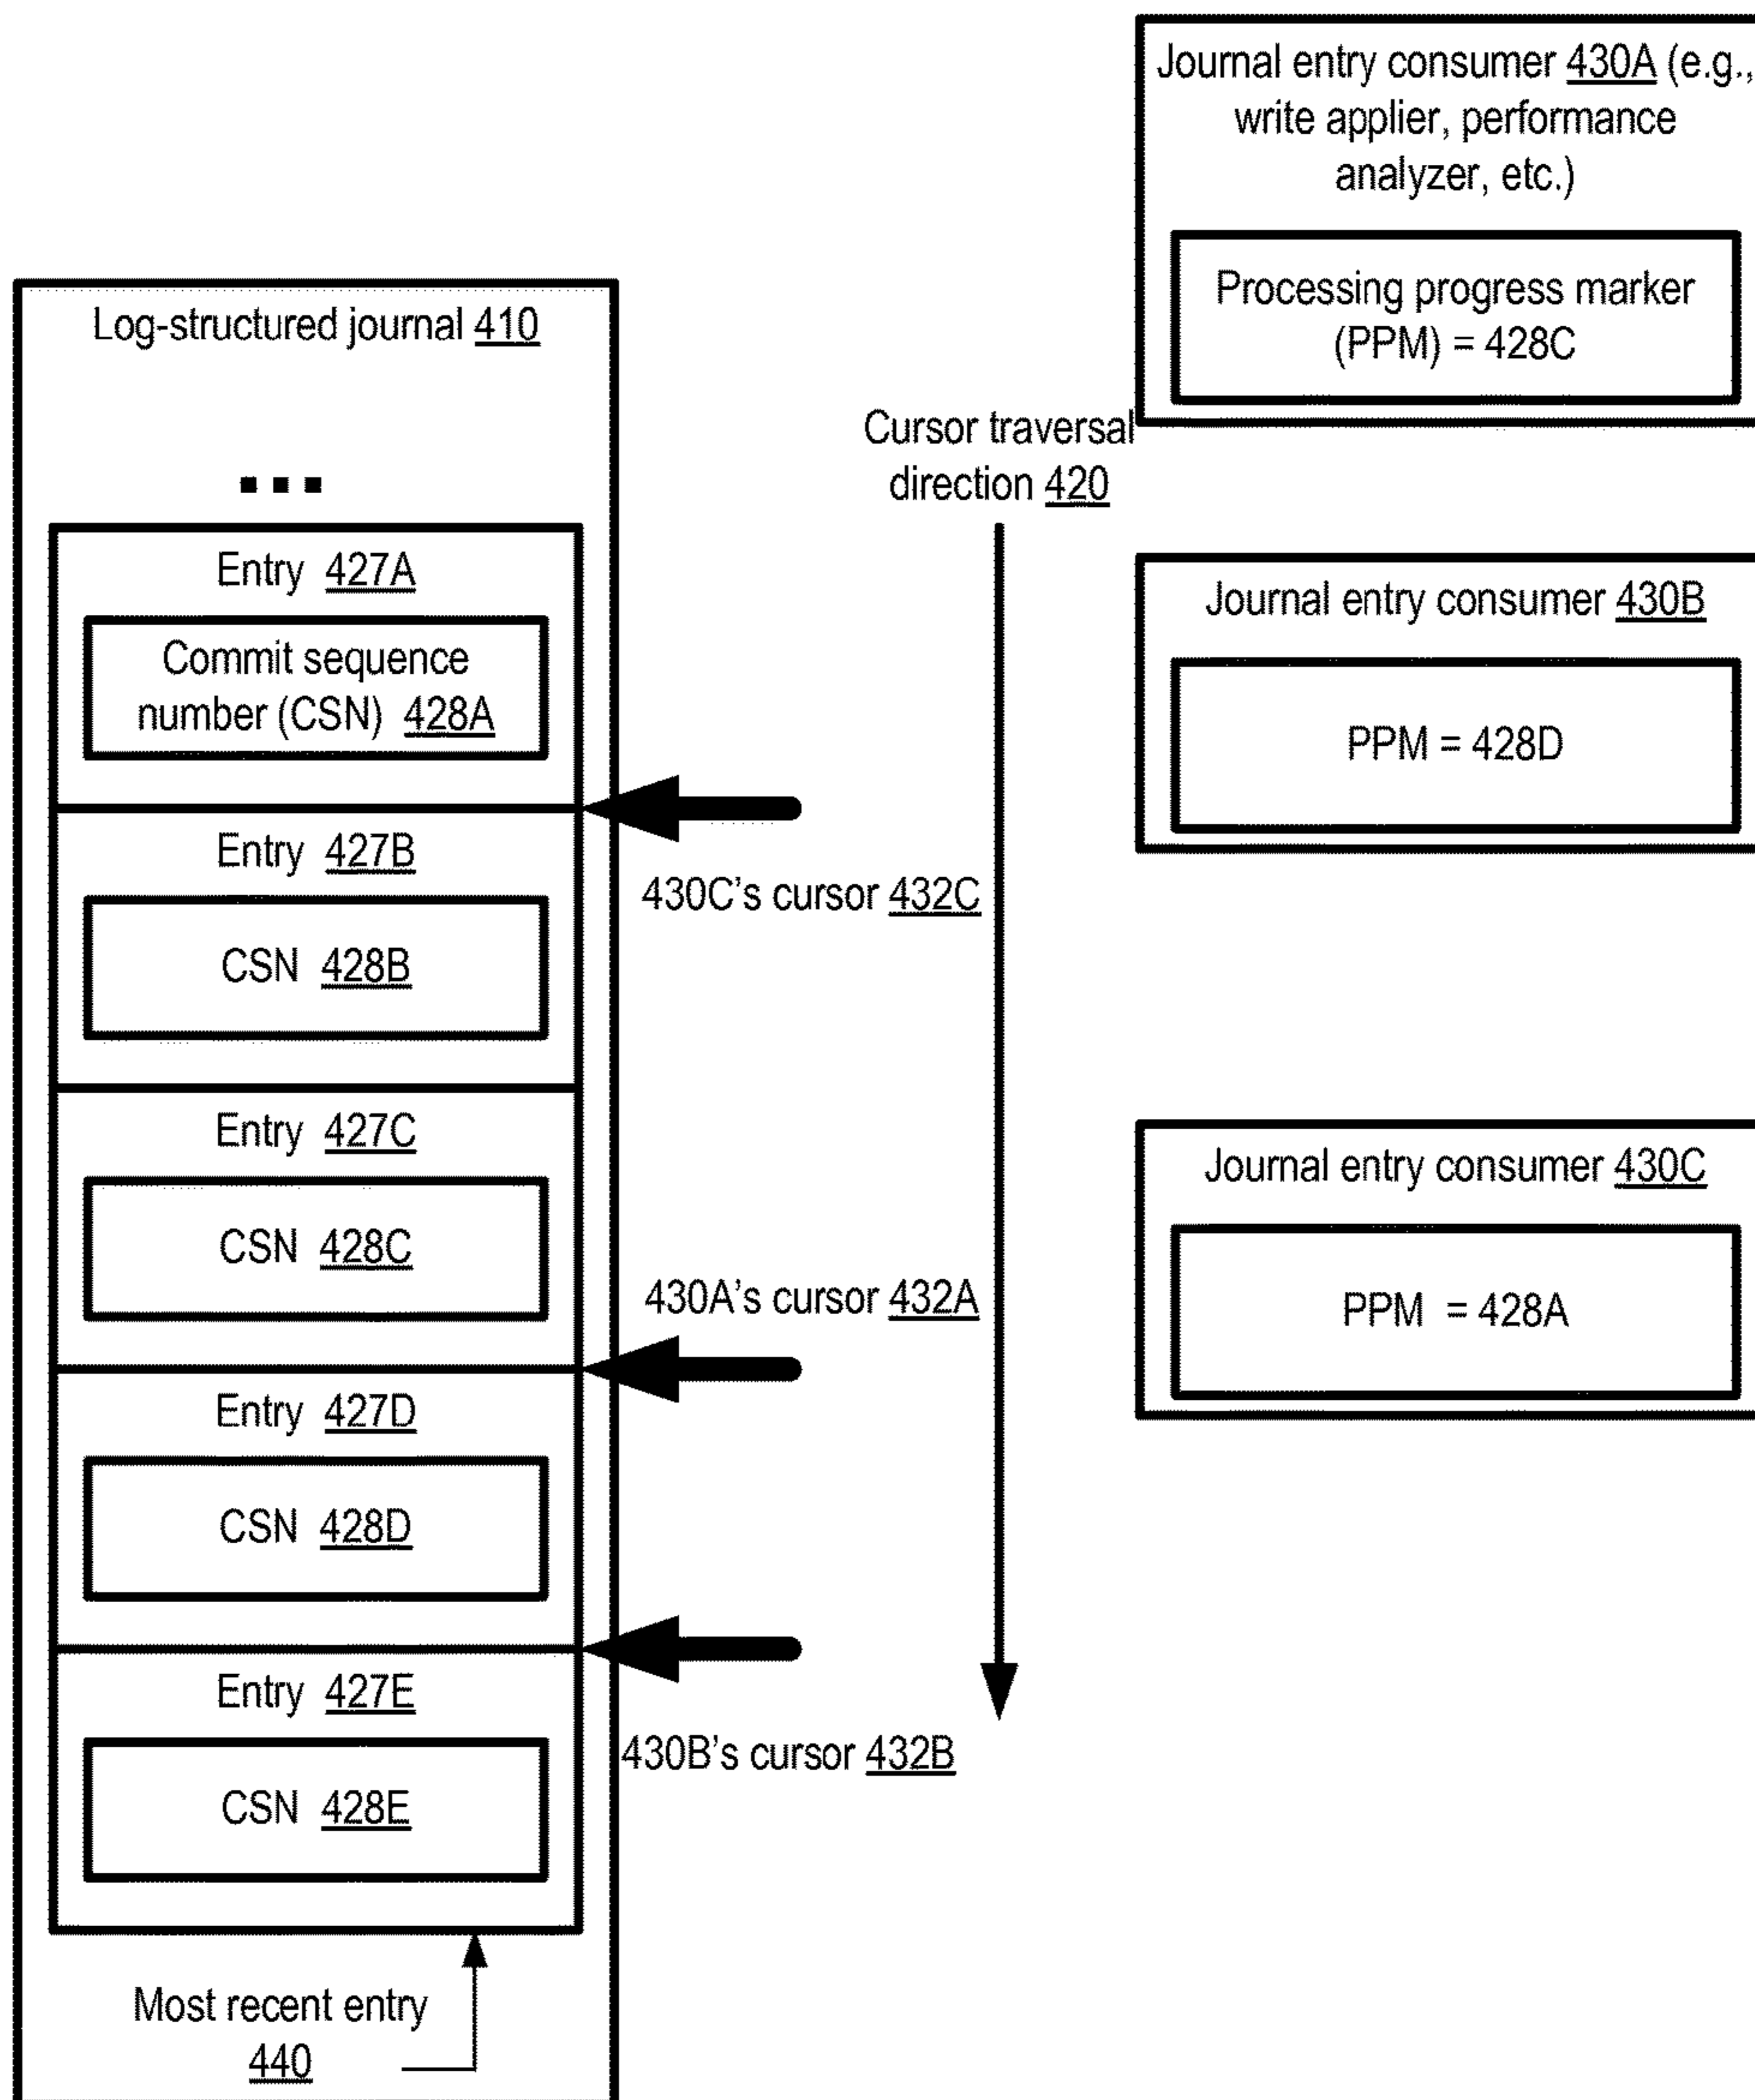 Journal entry consumer 430A (e.g.,
write applier, performance
analyzer, etc.)
Processing progress marker
(PPM) = 428C
Log-structured journal 410
...
Cursor traversal
direction 420
Entry 427A
Commit sequence
number (CSN) 428A
Journal entry consumer 430B
PPM = 428D
Entry 427B
CSN 428B
430C's cursor 432C
Entry 427C
CSN 428C
430A's cursor 432A
Journal entry consumer 430C
PPM = 428A
Entry 427D
CSN 428D
Entry 427E
CSN 428E
430B's cursor 432B
Most recent entry
440